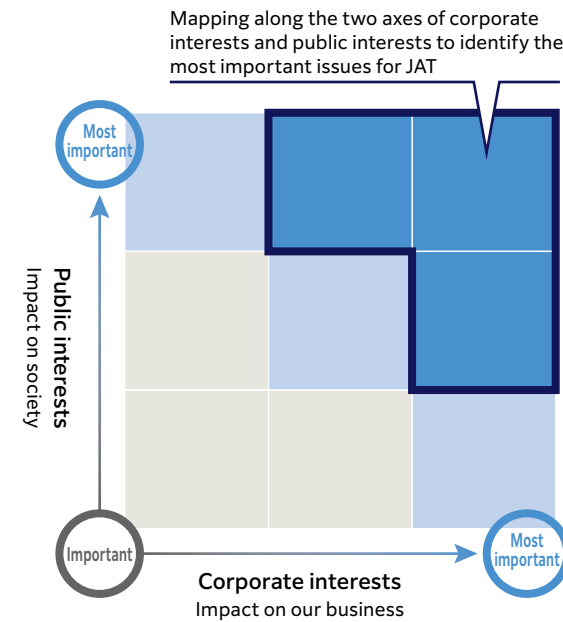 Mapping along the two axes of corporate
interests and public interests to identify the
most important issues for JAT
Most
important
Public interests
Impact on society
Important
Most
important
Corporate interests
Impact on our business